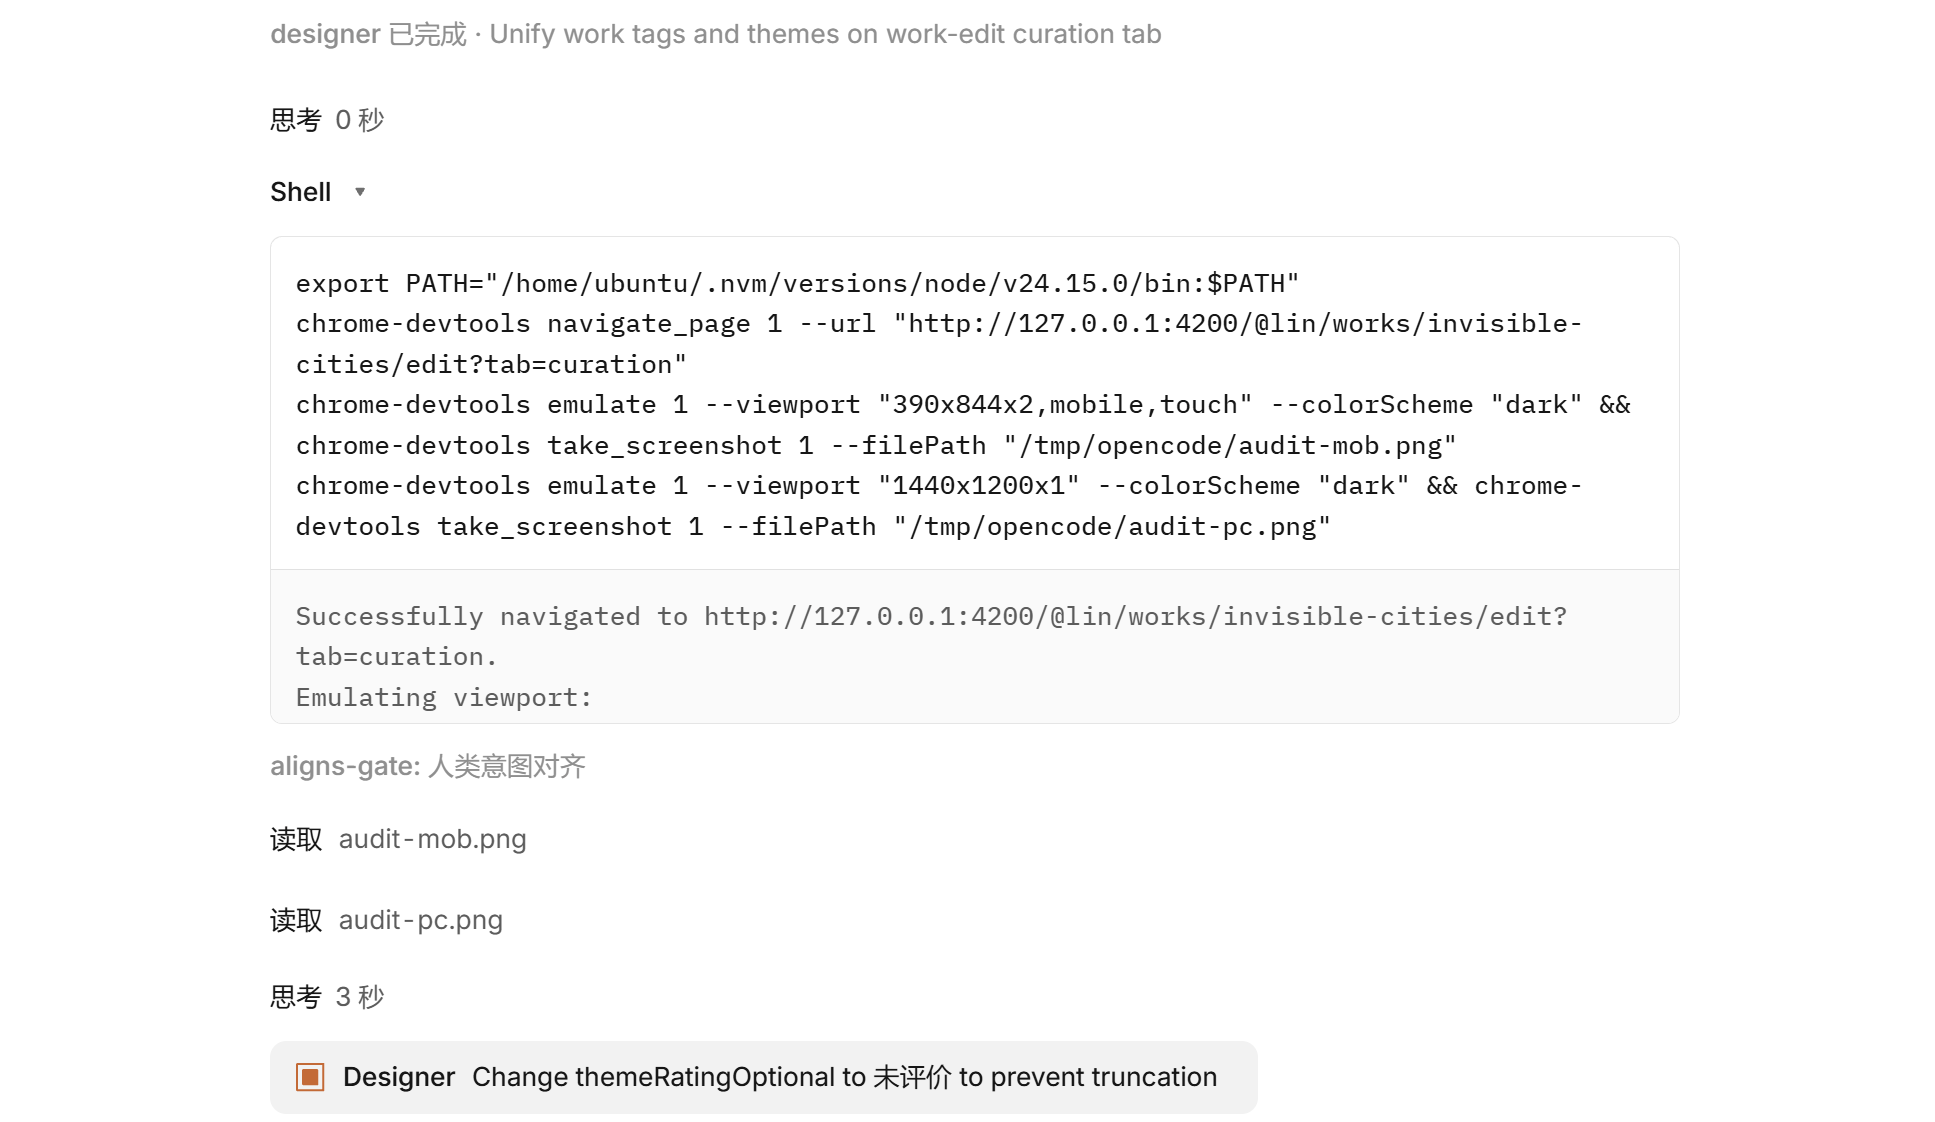 designer 已完成 · Unify work tags and themes on work-edit curation tab
思考 0 秒
Shell ▼
export PATH="/home/ubuntu/.nvm/versions/node/v24.15.0/bin:$PATH"
chrome-devtools navigate_page 1 --url "http://127.0.0.1:4200/@lin/works/invisible-
cities/edit?tab=curation"
chrome-devtools emulate 1 --viewport "390x844x2,mobile,touch" --colorScheme "dark" &&
chrome-devtools take_screenshot 1 --filePath "/tmp/opencode/audit-mob.png"
chrome-devtools emulate 1 --viewport "1440x1200x1" --colorScheme "dark" && chrome-
devtools take_screenshot 1 --filePath "/tmp/opencode/audit-pc.png"
Successfully navigated to http://127.0.0.1:4200/@lin/works/invisible-cities/edit?
tab=curation.
Emulating viewport:
aligns-gate: 人类意图对齐
读取 audit-mob.png
读取 audit-pc.png
思考 3 秒
Designer Change themeRatingOptional to 未评价 to prevent truncation